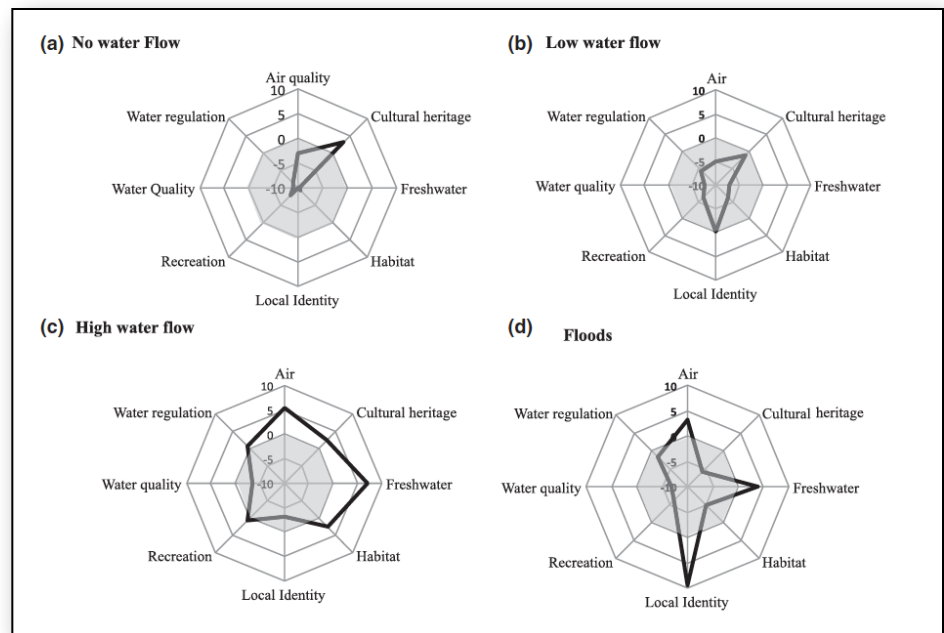 (a) No water Flow
Air quality
10
5
0
-5
-10
Water regulation
Cultural heritage
Water Quality
Freshwater
Recreation
Habitat
Local Identity
(b) Low water flow
Air
10
5
0
-5
-10
Water regulation
Cultural heritage
Water quality
Freshwater
Recreation
Habitat
Local Identity
(c) High water flow
Air
10
5
0
-5
-10
Water regulation
Cultural heritage
Water quality
Freshwater
Recreation
Habitat
Local Identity
(d) Floods
Air
10
5
0
-5
-10
Water regulation
Cultural heritage
Water quality
Freshwater
Recreation
Habitat
Local Identity